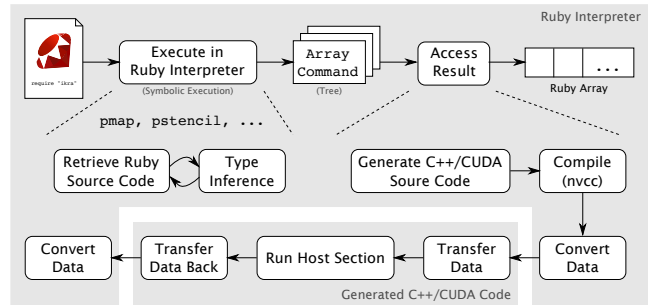 Ruby Interpreter
require "ikra"
Execute in
Ruby Interpreter
(Symbolic Execution)
Array
Command
(Tree)
Access
Result
...
Ruby Array
pmap, pstencil, ...
Retrieve Ruby
Source Code
Type
Inference
Generate C++/CUDA
Soure Code
Compile
(nvcc)
Convert
Data
Transfer
Data Back
Run Host Section
Transfer
Data
Convert
Data
Generated C++/CUDA Code